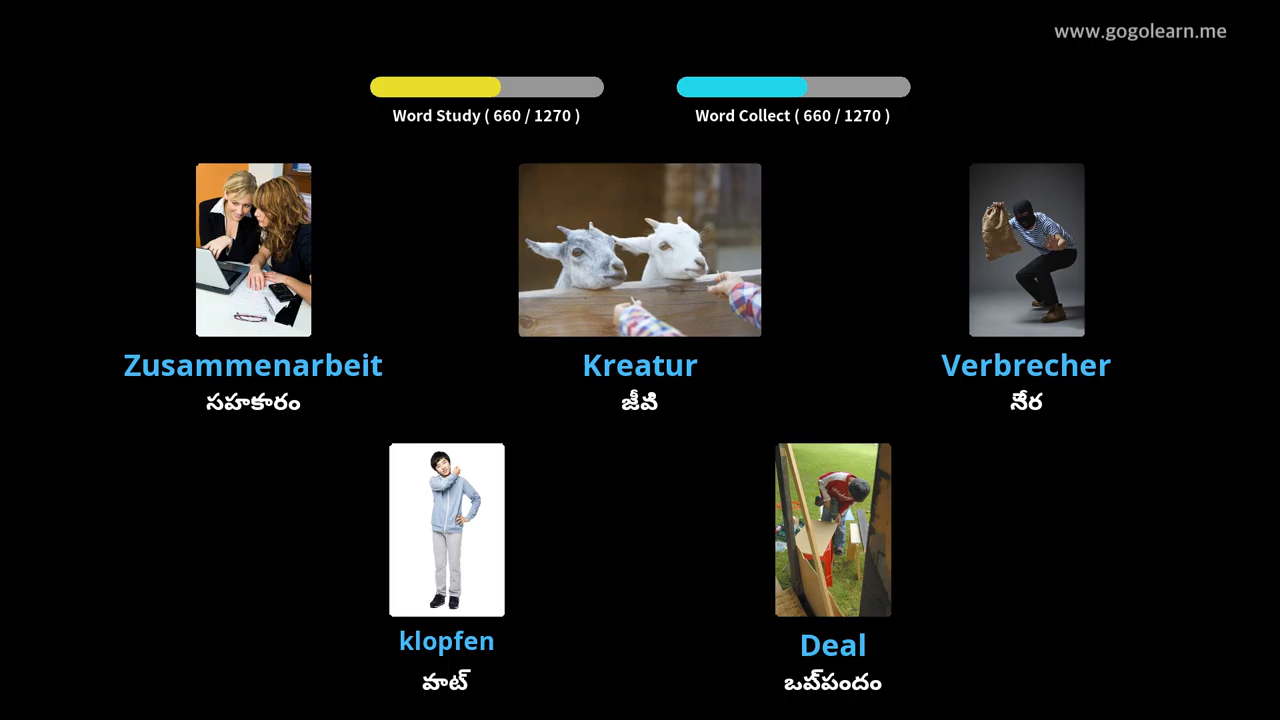 www.gogolearn.me
Word Study ( 660 / 1270 )
Word Collect ( 660 / 1270 )
Zusammenarbeit
Kreatur
Verbrecher
సహకారం
జీవి
నేర
klopfen
Deal
వాట్
ఒప్పందం